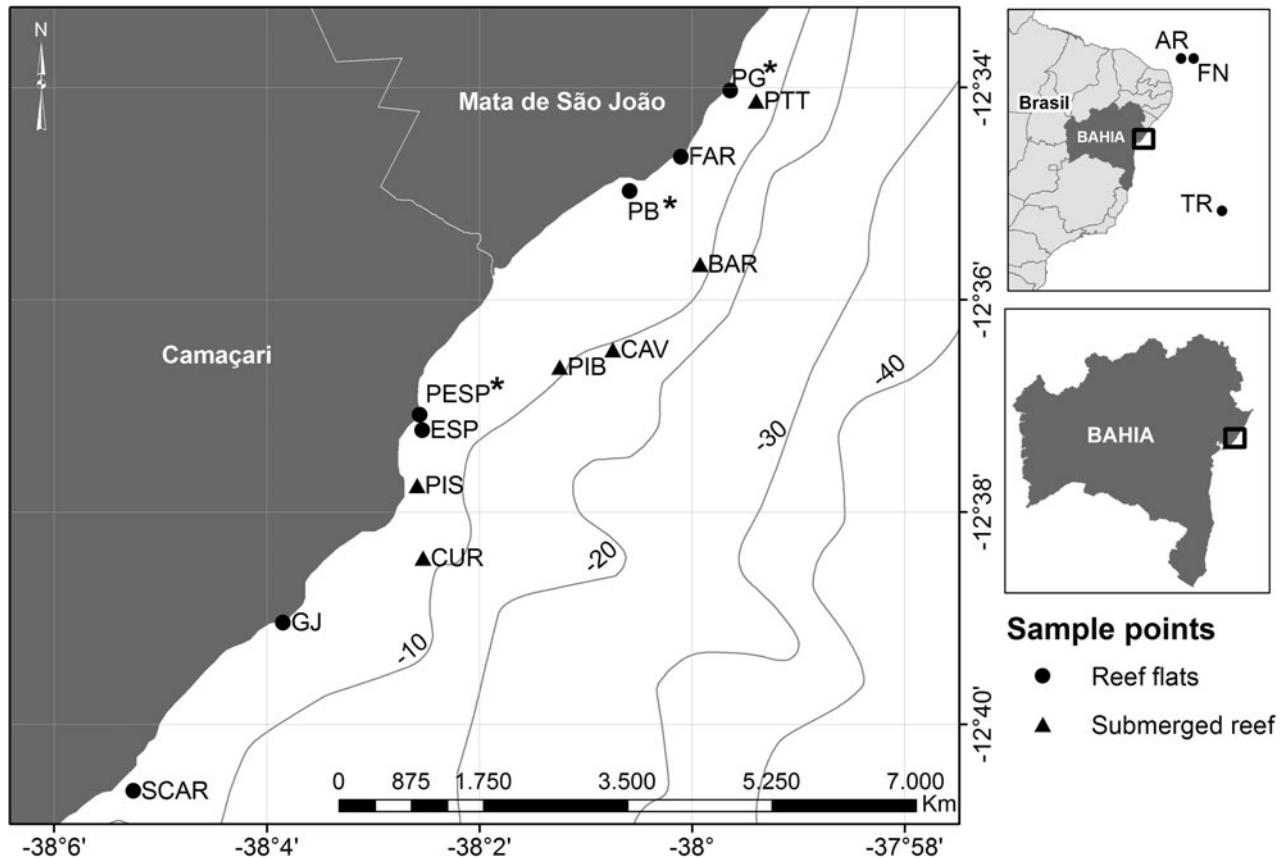 N
Mata de São João
PG*
PTT
FAR
PB*
BAR
Camaçari
CAV
PIB
PESP*
ESP
PIS
CUR
GJ
SCAR
-10
-20
-30
-40
0 875 1.750 3.500 5.250 7.000
Km
-38°6' -38°4' -38°2' -38° -37°58'
-12°34'
-12°36'
-12°38'
-12°40'
AR
FN
Brasil
BAHIA
TR
BAHIA
Sample points
Reef flats
Submerged reef